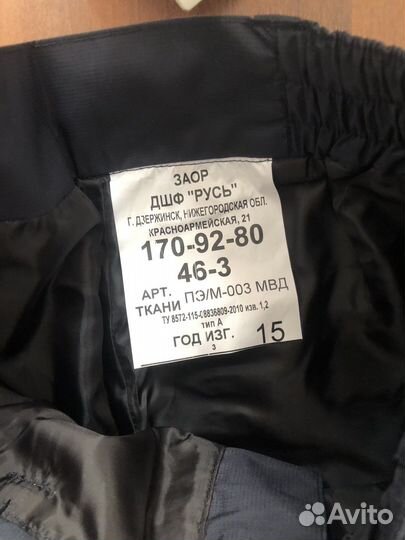 ЗАОР
ДШФ "РУСЬ"
Г. ДЗЕРЖИНСК, НИЖЕГОРОДСКАЯ ОБЛ.
КРАСНОАРМЕЙСКАЯ, 21
170-92-80
46-3
АРТ. ТКАНИ ПЭ/М-003 МВД
ТУ 8572-115-08836809-2010 изв. 1,2
тип А
ГОД ИЗГ. 15
3
Avito